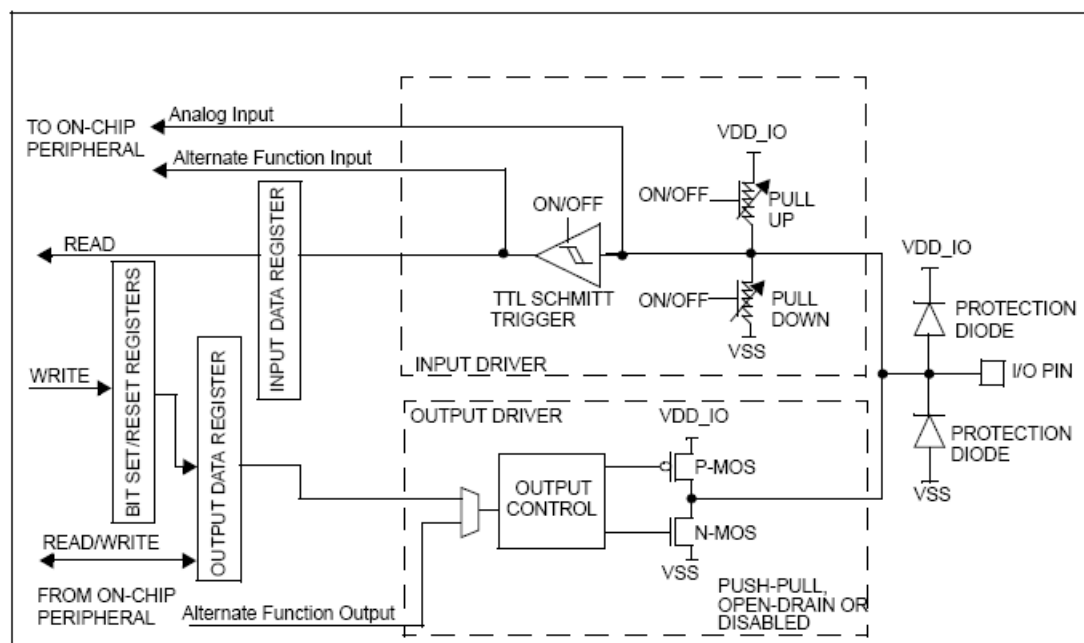 Analog Input
TO ON-CHIP
PERIPHERAL
Alternate Function Input
VDD_IO
ON/OFF
PULL
UP
ON/OFF
READ
INPUT DATA REGISTER
TTL SCHMITT
TRIGGER
ON/OFF
PULL
DOWN
VSS
INPUT DRIVER
VDD_IO
PROTECTION
DIODE
I/O PIN
PROTECTION
DIODE
VSS
WRITE
BIT SET/RESET REGISTERS
OUTPUT DATA REGISTER
READ/WRITE
FROM ON-CHIP
PERIPHERAL
Alternate Function Output
OUTPUT DRIVER
VDD_IO
P-MOS
OUTPUT
CONTROL
N-MOS
VSS
PUSH-PULL,
OPEN-DRAIN OR
DISABLED